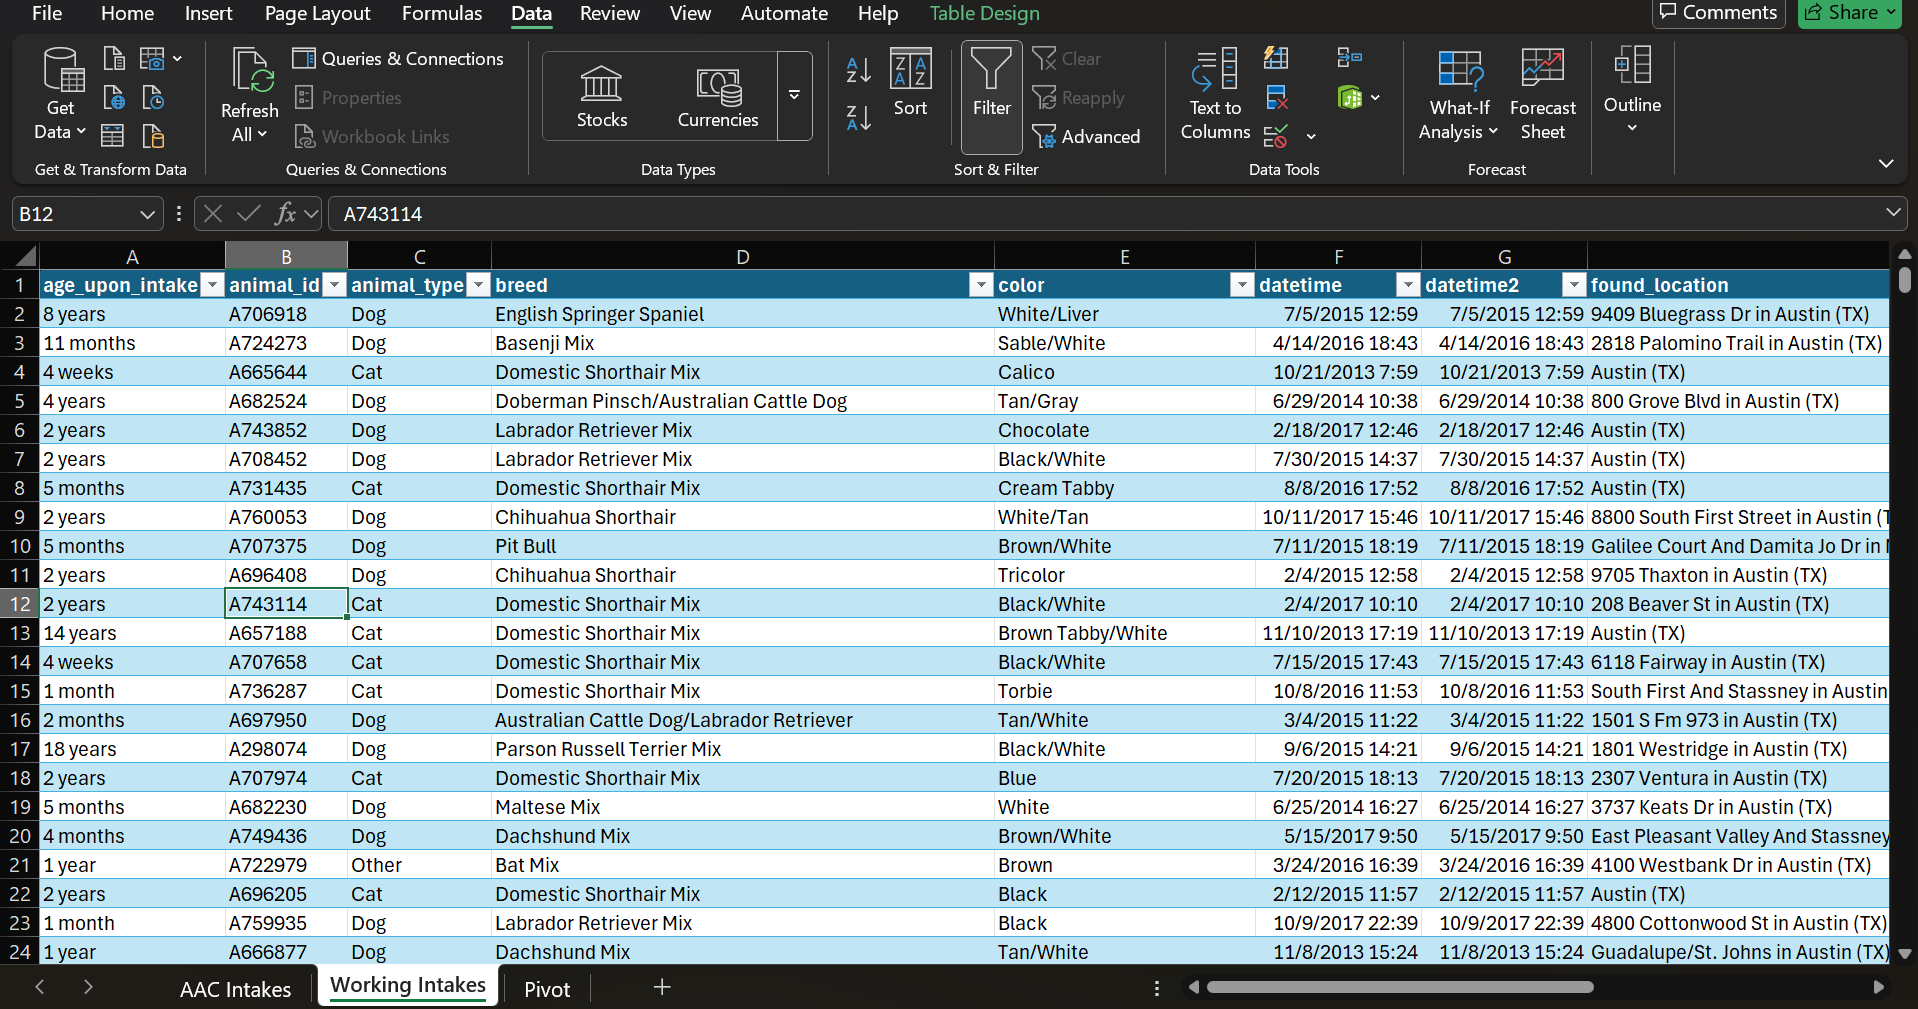 File Home Insert Page Layout Formulas Data Review View Automate Help Table Design Comments Share
Get Data
Refresh All
Queries & Connections
Properties
Workbook Links
Stocks
Currencies
Sort
Filter
Clear
Reapply
Advanced
Text to Columns
What-If Analysis
Forecast Sheet
Outline
Get & Transform Data Queries & Connections Data Types Sort & Filter Data Tools Forecast
B12 fx A743114
A B C D E F G
1 age_upon_intake animal_id animal_type breed color datetime datetime2 found_location
2 8 years A706918 Dog English Springer Spaniel White/Liver 7/5/2015 12:59 7/5/2015 12:59 9409 Bluegrass Dr in Austin (TX)
3 11 months A724273 Dog Basenji Mix Sable/White 4/14/2016 18:43 4/14/2016 18:43 2818 Palomino Trail in Austin (TX)
4 4 weeks A665644 Cat Domestic Shorthair Mix Calico 10/21/2013 7:59 10/21/2013 7:59 Austin (TX)
5 4 years A682524 Dog Doberman Pinsch/Australian Cattle Dog Tan/Gray 6/29/2014 10:38 6/29/2014 10:38 800 Grove Blvd in Austin (TX)
6 2 years A743852 Dog Labrador Retriever Mix Chocolate 2/18/2017 12:46 2/18/2017 12:46 Austin (TX)
7 2 years A708452 Dog Labrador Retriever Mix Black/White 7/30/2015 14:37 7/30/2015 14:37 Austin (TX)
8 5 months A731435 Cat Domestic Shorthair Mix Cream Tabby 8/8/2016 17:52 8/8/2016 17:52 Austin (TX)
9 2 years A760053 Dog Chihuahua Shorthair White/Tan 10/11/2017 15:46 10/11/2017 15:46 8800 South First Street in Austin (T
10 5 months A707375 Dog Pit Bull Brown/White 7/11/2015 18:19 7/11/2015 18:19 Galilee Court And Damita Jo Dr in
11 2 years A696408 Dog Chihuahua Shorthair Tricolor 2/4/2015 12:58 2/4/2015 12:58 9705 Thaxton in Austin (TX)
12 2 years A743114 Cat Domestic Shorthair Mix Black/White 2/4/2017 10:10 2/4/2017 10:10 208 Beaver St in Austin (TX)
13 14 years A657188 Cat Domestic Shorthair Mix Brown Tabby/White 11/10/2013 17:19 11/10/2013 17:19 Austin (TX)
14 4 weeks A707658 Cat Domestic Shorthair Mix Black/White 7/15/2015 17:43 7/15/2015 17:43 6118 Fairway in Austin (TX)
15 1 month A736287 Cat Domestic Shorthair Mix Torbie 10/8/2016 11:53 10/8/2016 11:53 South First And Stassney in Austin
16 2 months A697950 Dog Australian Cattle Dog/Labrador Retriever Tan/White 3/4/2015 11:22 3/4/2015 11:22 1501 S Fm 973 in Austin (TX)
17 18 years A298074 Dog Parson Russell Terrier Mix Black/White 9/6/2015 14:21 9/6/2015 14:21 1801 Westridge in Austin (TX)
18 2 years A707974 Cat Domestic Shorthair Mix Blue 7/20/2015 18:13 7/20/2015 18:13 2307 Ventura in Austin (TX)
19 5 months A682230 Dog Maltese Mix White 6/25/2014 16:27 6/25/2014 16:27 3737 Keats Dr in Austin (TX)
20 4 months A749436 Dog Dachshund Mix Brown/White 5/15/2017 9:50 5/15/2017 9:50 East Pleasant Valley And Stassney
21 1 year A722979 Other Bat Mix Brown 3/24/2016 16:39 3/24/2016 16:39 4100 Westbank Dr in Austin (TX)
22 2 years A696205 Cat Domestic Shorthair Mix Black 2/12/2015 11:57 2/12/2015 11:57 Austin (TX)
23 1 month A759935 Dog Labrador Retriever Mix Black 10/9/2017 22:39 10/9/2017 22:39 4800 Cottonwood St in Austin (TX)
24 1 year A666877 Dog Dachshund Mix Tan/White 11/8/2013 15:24 11/8/2013 15:24 Guadalupe/St. Johns in Austin (TX)
AAC Intakes Working Intakes Pivot